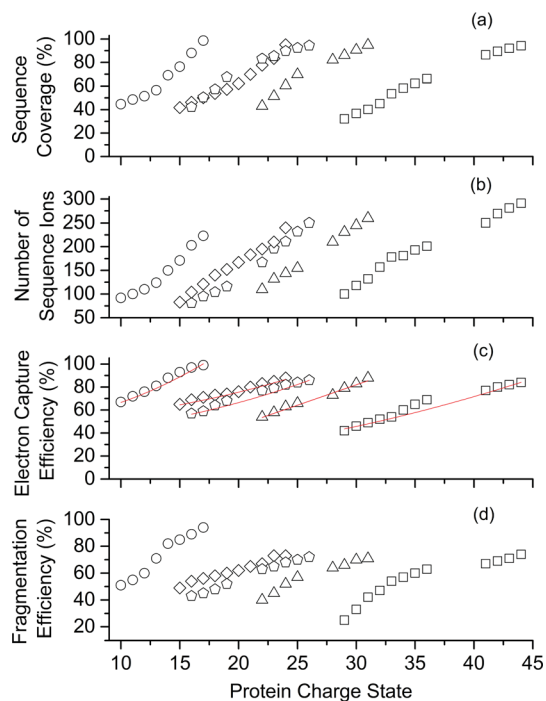 (a)
Sequence
Coverage (%)
100
80
60
40
20
0
(b)
Number of
Sequence Ions
300
250
200
150
100
50
(c)
Electron Capture
Efficiency (%)
100
80
60
40
20
0
(d)
Fragmentation
Efficiency (%)
100
80
60
40
20
10 15 20 25 30 35 40 45
Protein Charge State